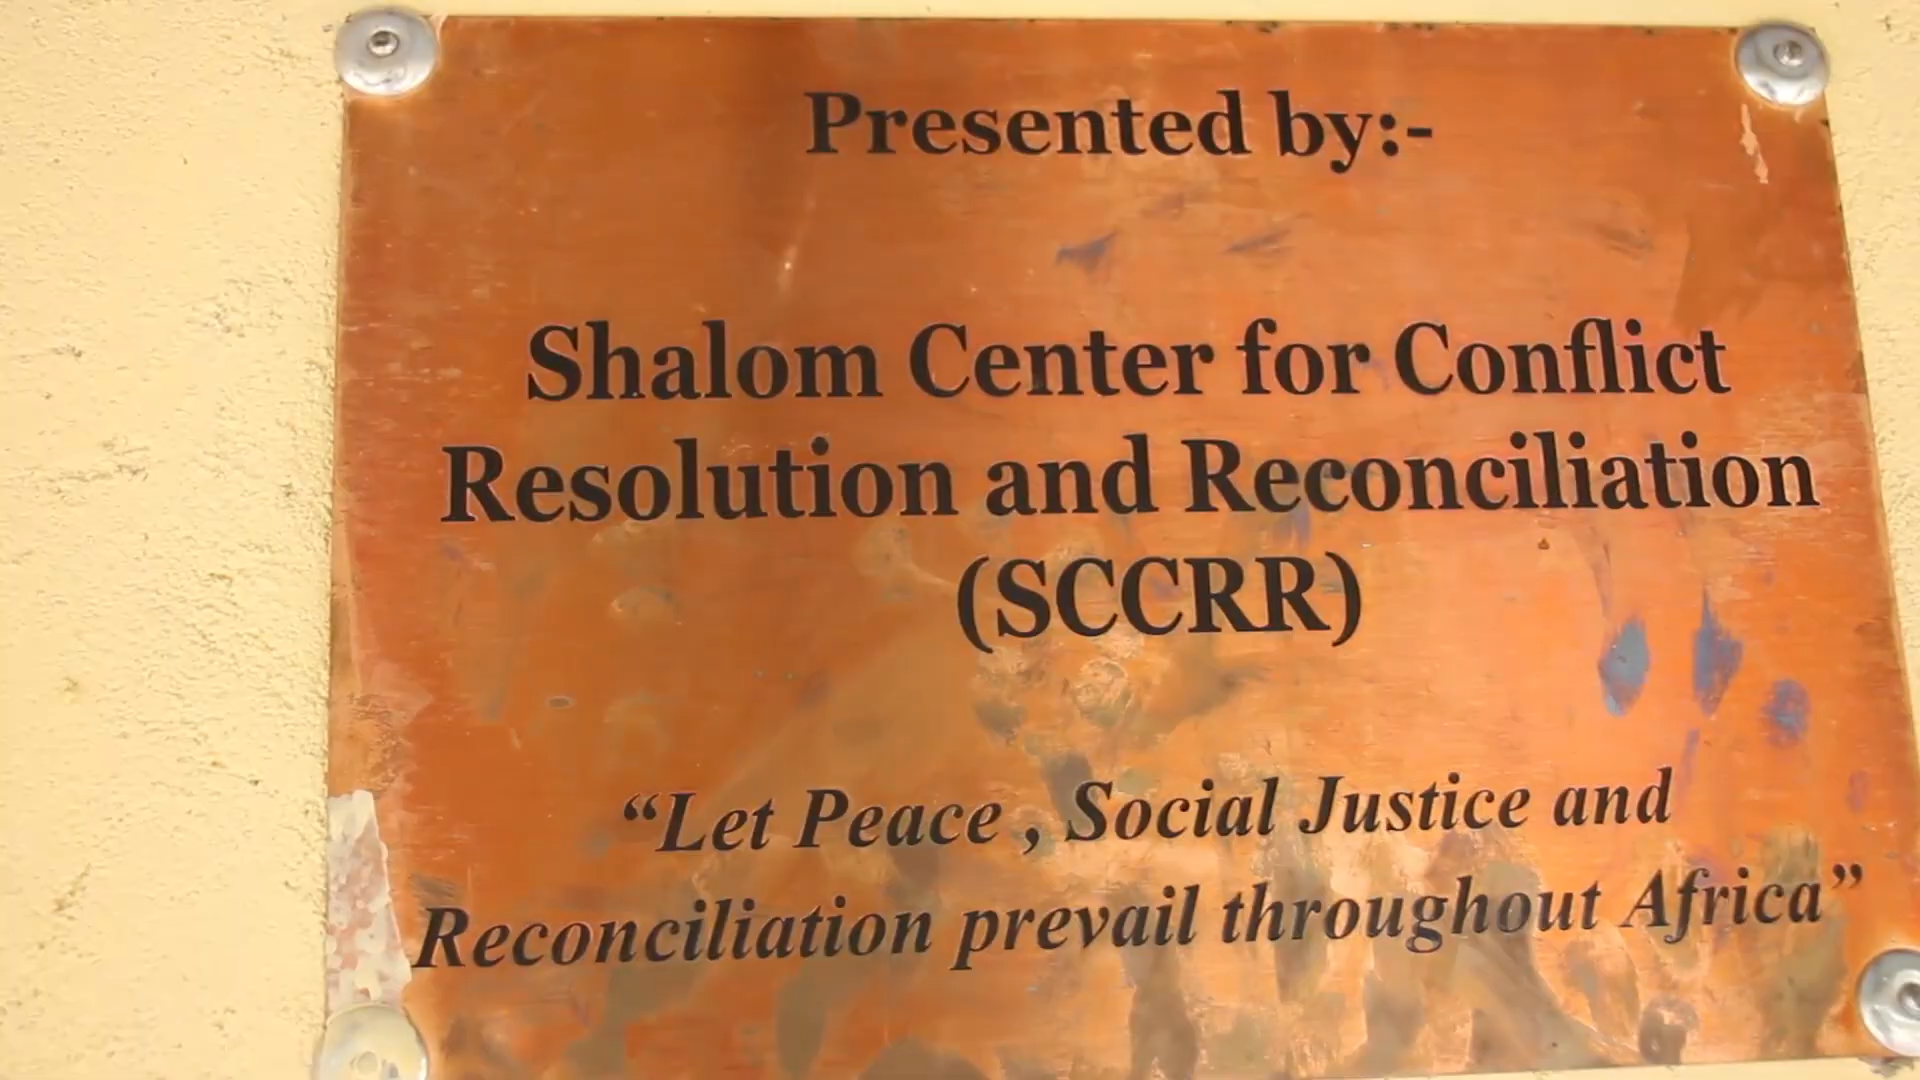 Presented by:-
Shalom Center for Conflict
Resolution and Reconciliation
(SCCRR)
“Let Peace , Social Justice and
Reconciliation prevail throughout Africa”